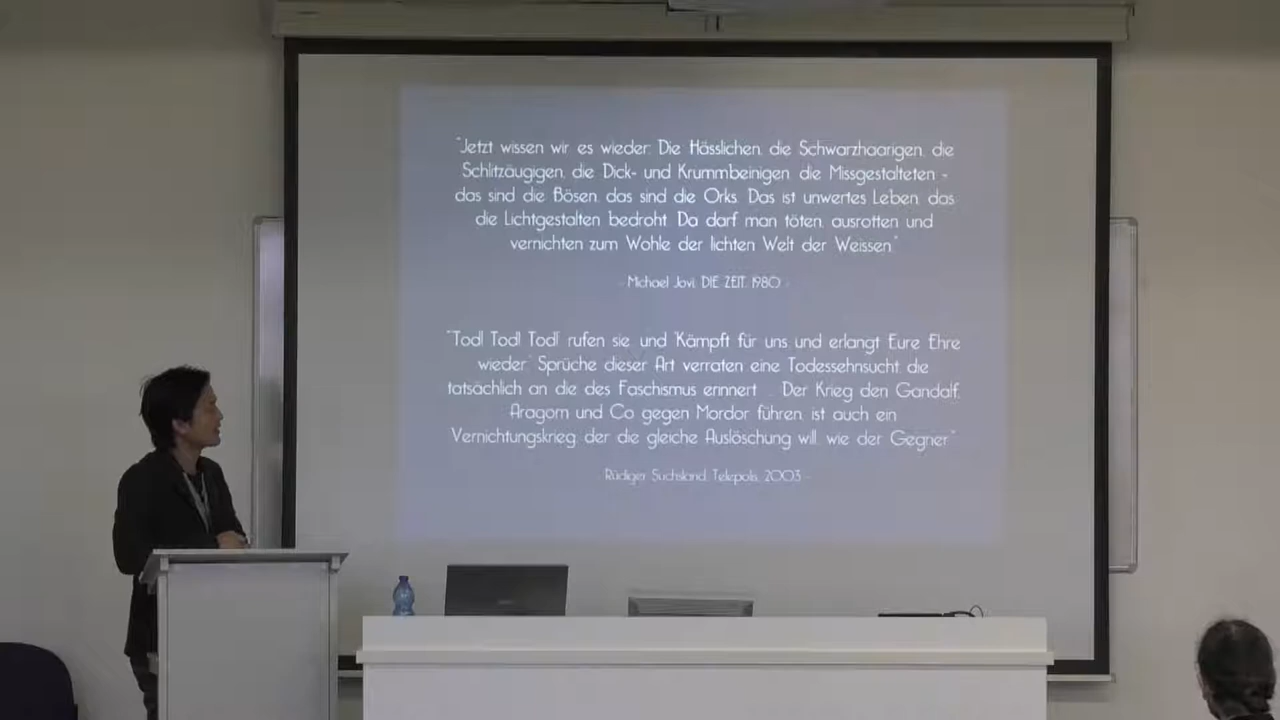 "Jetzt wissen wir es wieder: Die Hässlichen, die Schwarzhaarigen, die
Schlitzäugigen, die Dick- und Krummbeinigen, die Missgestalteten -
das sind die Bösen, das sind die Orks. Das ist unwertes Leben, das
die Lichtgestalten bedroht. Da darf man töten, ausrotten und
vernichten zum Wohle der lichten Welt der Weissen."
- Michael Jovi, DIE ZEIT, 1980 -
"Tod! Tod! Tod!' rufen sie, und 'Kämpft für uns und erlangt Eure Ehre
wieder.' Sprüche dieser Art verraten eine Todessehnsucht die
tatsächlich an die des Faschismus erinnert ... Der Krieg den Gandalf,
Aragorn und Co gegen Mordor führen, ist auch ein
Vernichtungskrieg, der die gleiche Auslöschung will, wie der Gegner"
- Rüdiger Suchsland, Telepolis, 2003 -